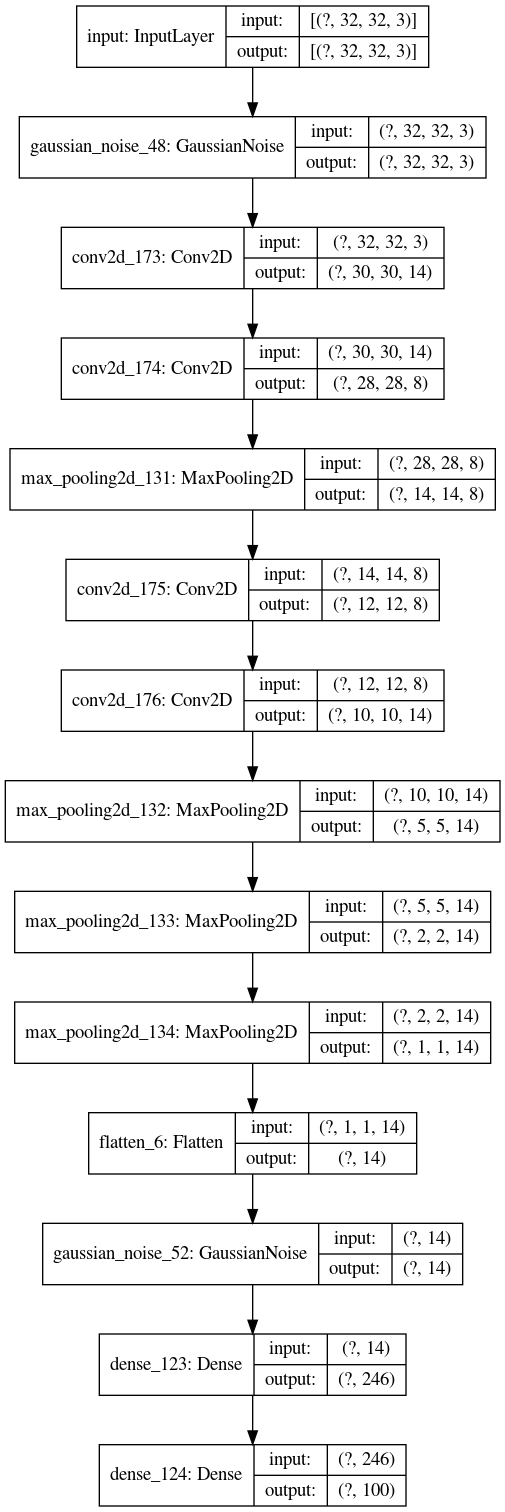 input: InputLayer
input: [(?, 32, 32, 3)]
output: [(?, 32, 32, 3)]
gaussian_noise_48: GaussianNoise
input: (?, 32, 32, 3)
output: (?, 32, 32, 3)
conv2d_173: Conv2D
input: (?, 32, 32, 3)
output: (?, 30, 30, 14)
conv2d_174: Conv2D
input: (?, 30, 30, 14)
output: (?, 28, 28, 8)
max_pooling2d_131: MaxPooling2D
input: (?, 28, 28, 8)
output: (?, 14, 14, 8)
conv2d_175: Conv2D
input: (?, 14, 14, 8)
output: (?, 12, 12, 8)
conv2d_176: Conv2D
input: (?, 12, 12, 8)
output: (?, 10, 10, 14)
max_pooling2d_132: MaxPooling2D
input: (?, 10, 10, 14)
output: (?, 5, 5, 14)
max_pooling2d_133: MaxPooling2D
input: (?, 5, 5, 14)
output: (?, 2, 2, 14)
max_pooling2d_134: MaxPooling2D
input: (?, 2, 2, 14)
output: (?, 1, 1, 14)
flatten_6: Flatten
input: (?, 1, 1, 14)
output: (?, 14)
gaussian_noise_52: GaussianNoise
input: (?, 14)
output: (?, 14)
dense_123: Dense
input: (?, 14)
output: (?, 246)
dense_124: Dense
input: (?, 246)
output: (?, 100)